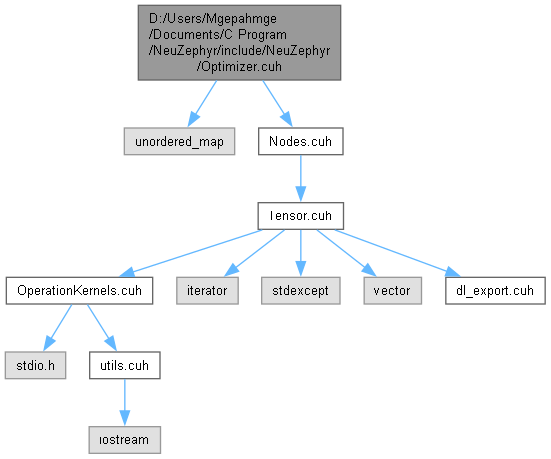 D:/Users/Mgepahmge
/Documents/C Program
/NeuZephyr/include/NeuZephyr
/Optimizer.cuh
unordered_map
Nodes.cuh
Tensor.cuh
OperationKernels.cuh
iterator
stdexcept
vector
dl_export.cuh
stdio.h
utils.cuh
iostream